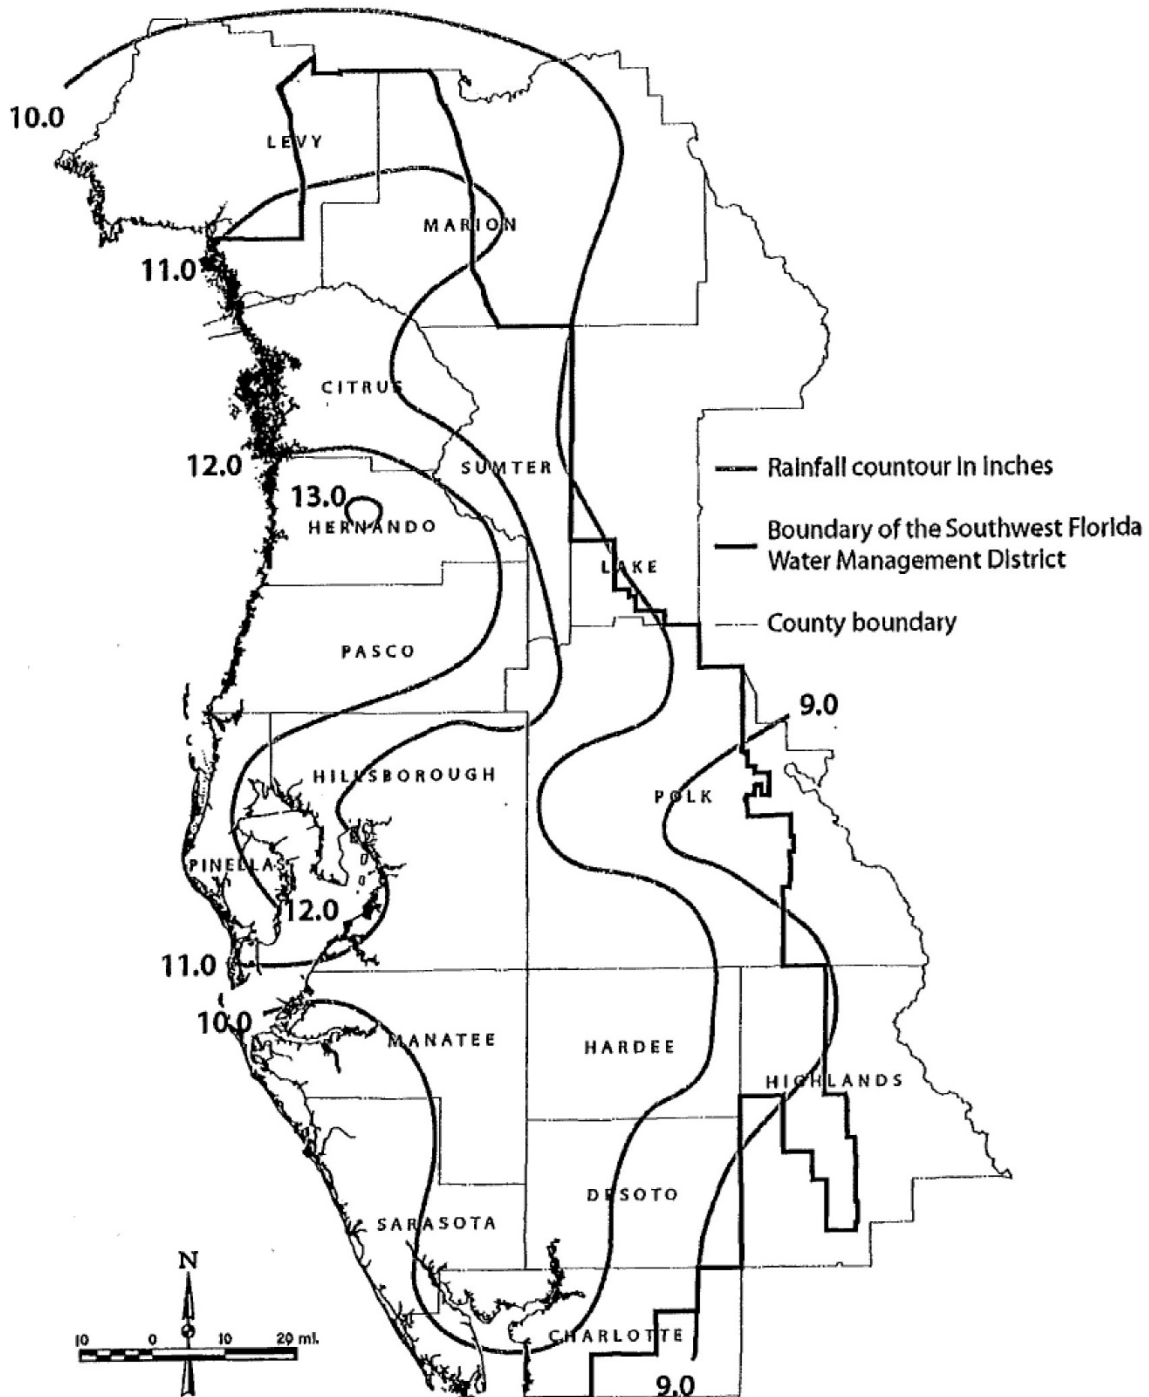 10.0
LEVY
MARION
11.0
CITRUS
12.0
SUMTER
Rainfall countour in inches
13.0
HERNANDO
Boundary of the Southwest Florida
Water Management District
LAKE
County boundary
PASCO
9.0
HILLSBOROUGH
POLK
PINELLAS
12.0
11.0
10.0
MANATEE
HARDEE
HIGHLANDS
DESOTO
SARASOTA
N
CHARLOTTE
10 0 10 20 mi.
9.0